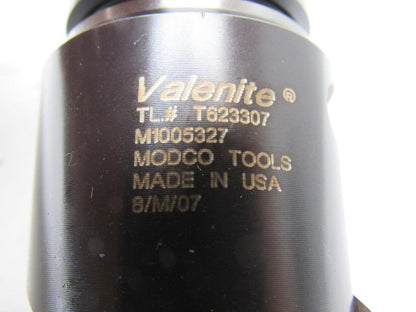 Valenite ®
TL.# T623307
M1005327
MODCO TOOLS
MADE IN USA
8/M/07